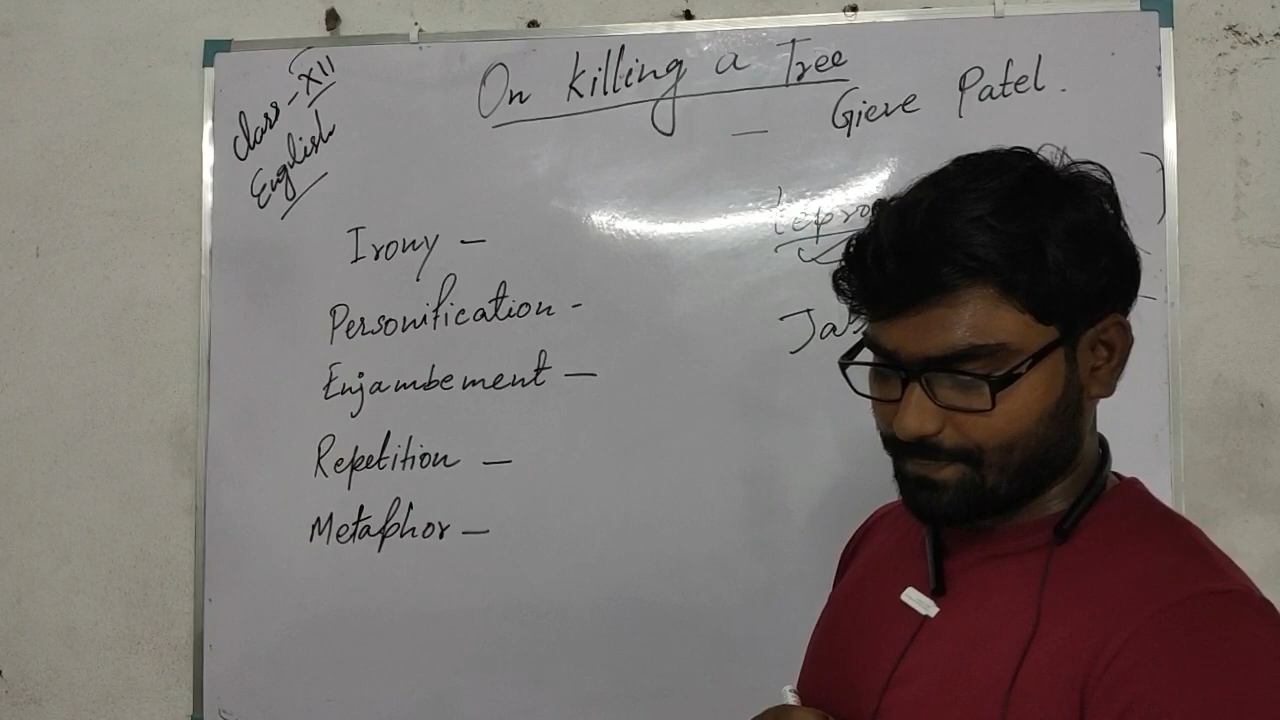 Class - XII
English
On Killing a Tree
— Gieve Patel.
Irony —
Personification -
Enjambement —
Repetition —
Metaphor —